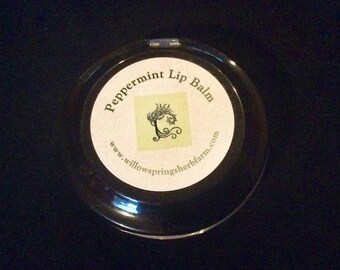 Peppermint Lip Balm
www.willowspringsherbfarm.com